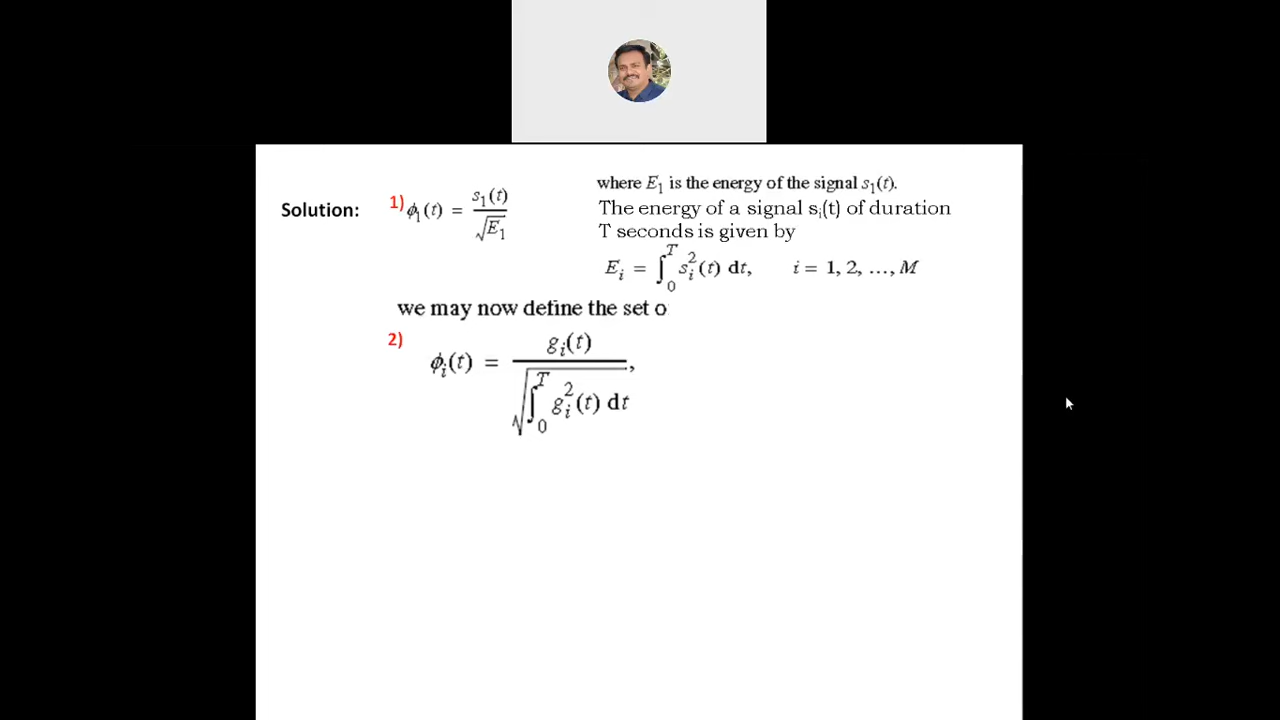 Solution: 1) ϕ₁(t) = s₁(t) / √E₁
where E₁ is the energy of the signal s₁(t).
The energy of a signal sᵢ(t) of duration
T seconds is given by
Eᵢ = ∫₀ᵀ sᵢ²(t) dt, i = 1, 2, ..., M
we may now define the set o
2) ϕᵢ(t) = gᵢ(t) / √(∫₀ᵀ gᵢ²(t) dt),